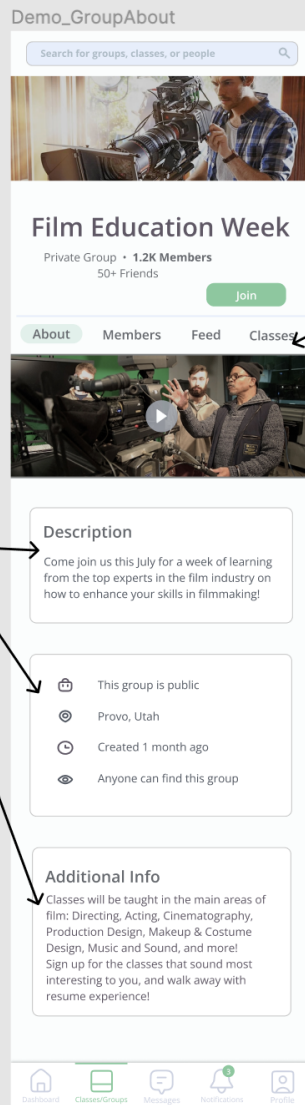 Demo_GroupAbout
Search for groups, classes, or people
Film Education Week
Private Group • 1.2K Members
50+ Friends
Join
About Members Feed Classes
Description
Come join us this July for a week of learning
from the top experts in the film industry on
how to enhance your skills in filmmaking!
This group is public
Provo, Utah
Created 1 month ago
Anyone can find this group
Additional Info
Classes will be taught in the main areas of
film: Directing, Acting, Cinematography,
Production Design, Makeup & Costume
Design, Music and Sound, and more!
Sign up for the classes that sound most
interesting to you, and walk away with
resume experience!
3
Dashboard Classes/Groups Messages Notifications Profile